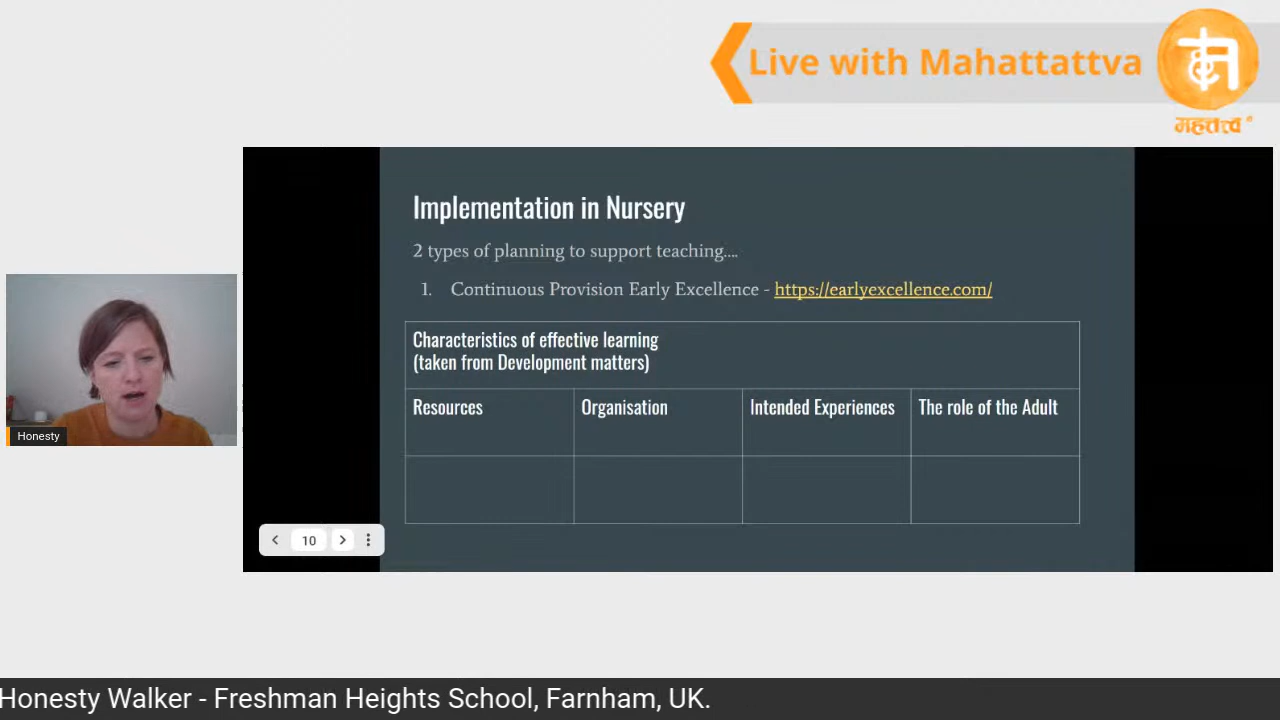 Live with Mahattattva
महत्तत्त्व
Implementation in Nursery
2 types of planning to support teaching....
1. Continuous Provision Early Excellence - https://earlyexcellence.com/
Characteristics of effective learning
(taken from Development matters)
Resources
Organisation
Intended Experiences
The role of the Adult
Honesty
10
Honesty Walker - Freshman Heights School, Farnham, UK.